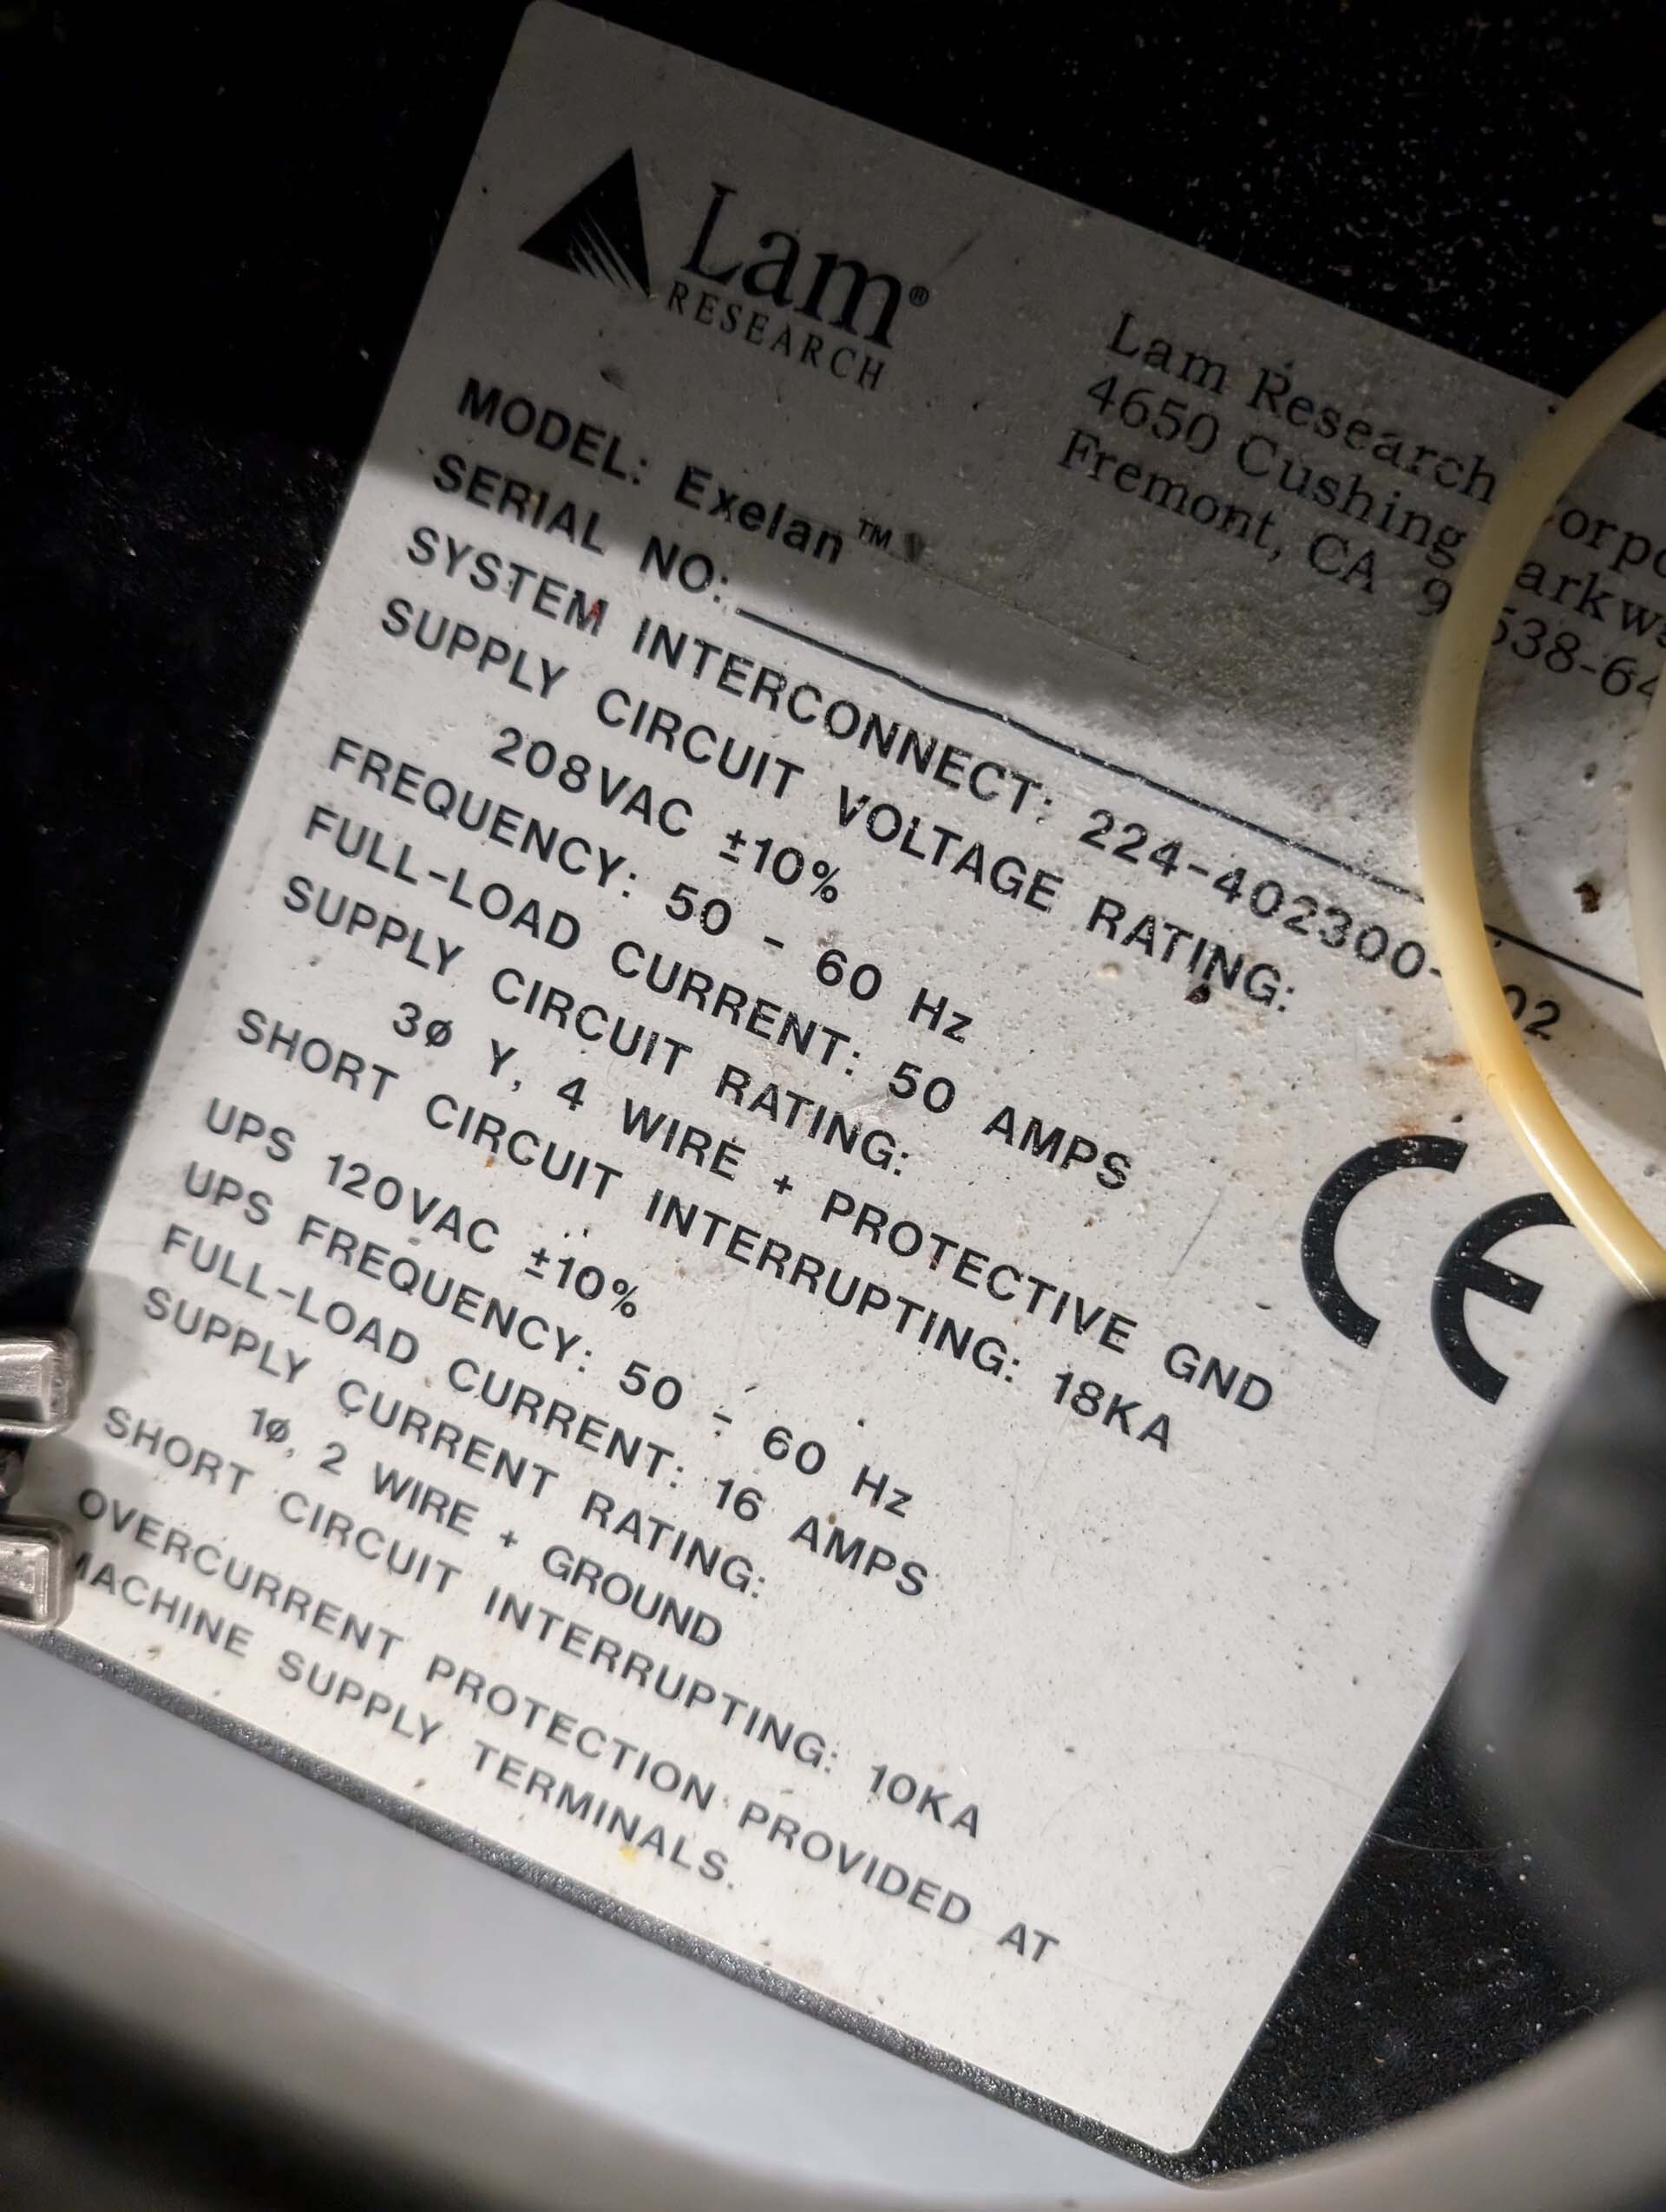 Lam®
RESEARCH
Lam Research
4650 Cushing
Fremont, CA
MODEL: Exelan™
SERIAL NO:
SYSTEM INTERCONNECT: 224-402300-
SUPPLY CIRCUIT VOLTAGE RATING:
208VAC ±10%
FREQUENCY: 50 - 60 Hz
FULL-LOAD CURRENT: 50 AMPS
SUPPLY CIRCUIT RATING:
3ø Y, 4 WIRE + PROTECTIVE GND
SHORT CIRCUIT INTERRUPTING: 18KA
UPS 120VAC ±10%
UPS FREQUENCY: 50 - 60 Hz
FULL-LOAD CURRENT: 16 AMPS
SUPPLY CURRENT RATING:
1ø, 2 WIRE + GROUND
SHORT CIRCUIT INTERRUPTING: 10KA
OVERCURRENT PROTECTION PROVIDED AT
MACHINE SUPPLY TERMINALS.
CE